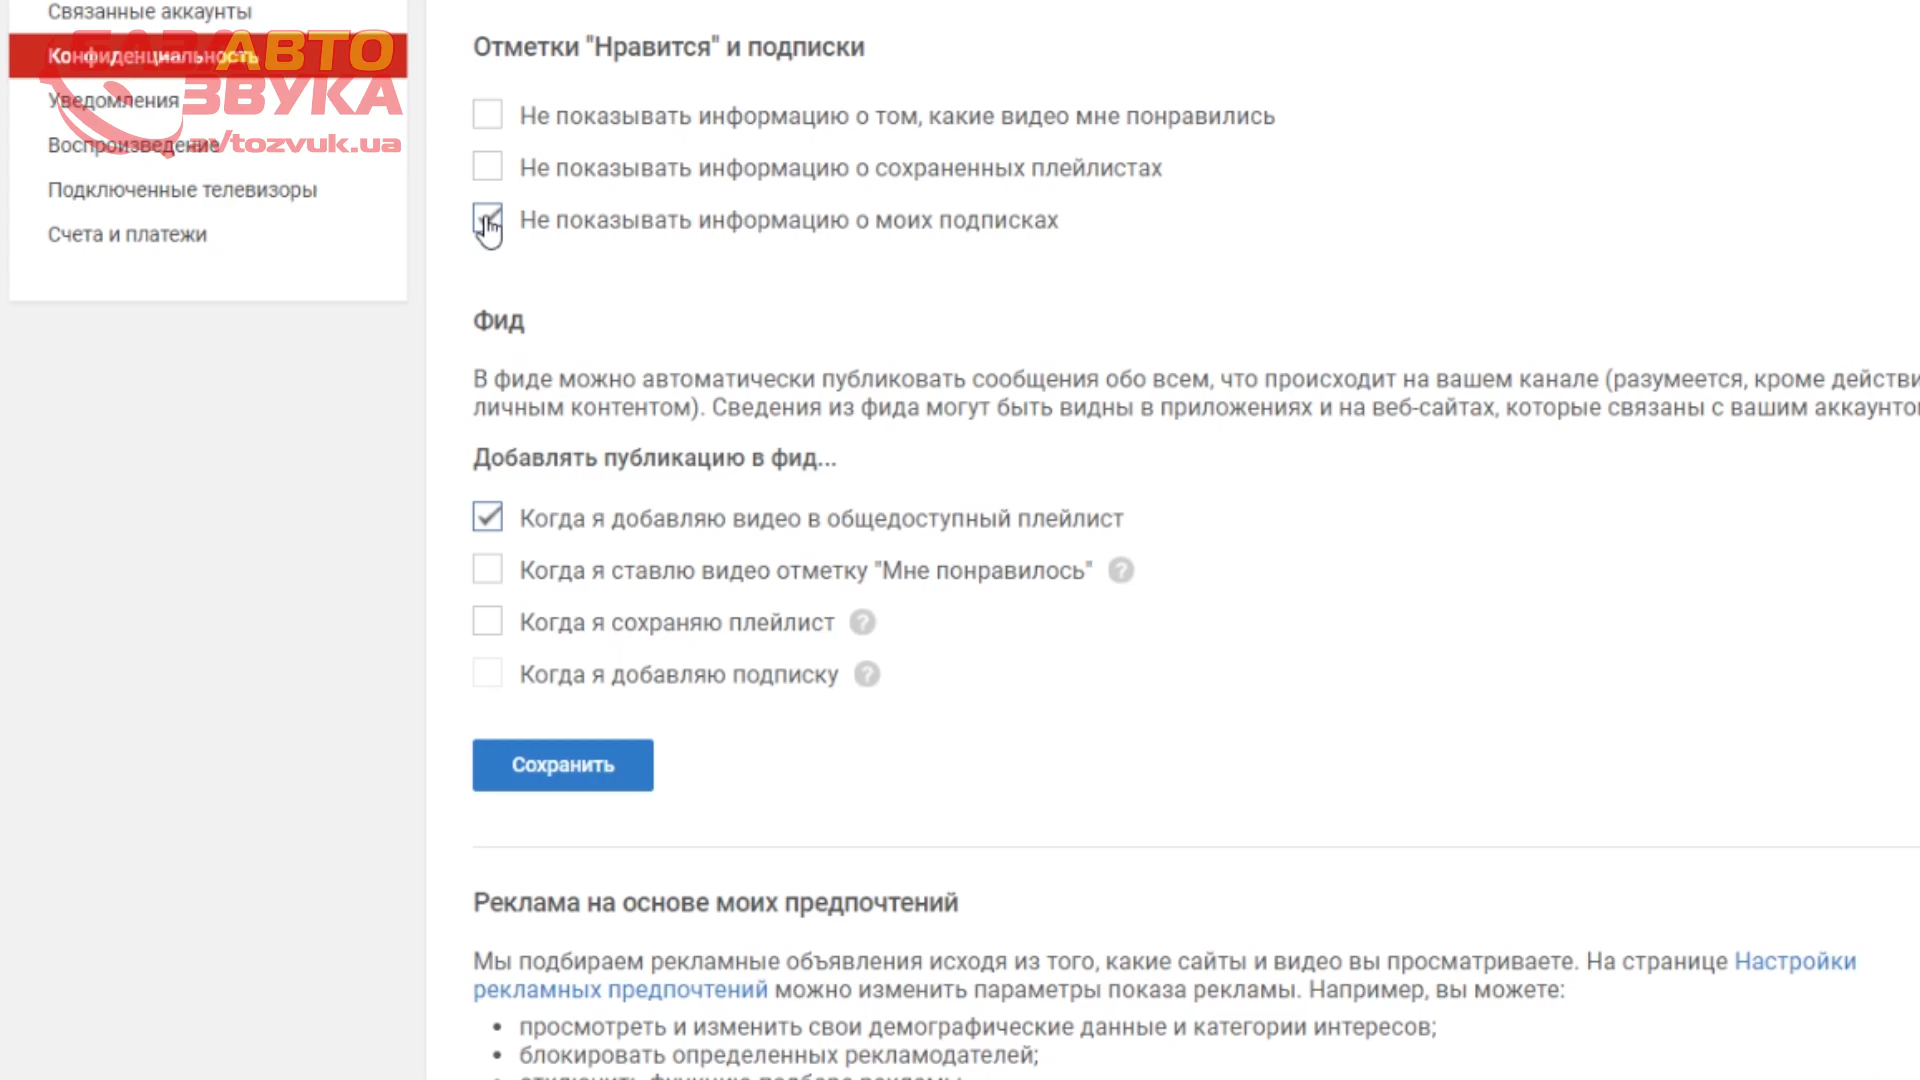 Связанные аккаунты
Конфиденциальность
Уведомления
Воспроизведение
Подключенные телевизоры
Счета и платежи
БАЗА АВТО
ЗВУКА
av/tozvuk.ua
Отметки "Нравится" и подписки
Не показывать информацию о том, какие видео мне понравились
Не показывать информацию о сохраненных плейлистах
Не показывать информацию о моих подписках
Фид
В фиде можно автоматически публиковать сообщения обо всем, что происходит на вашем канале (разумеется, кроме действи
личным контентом). Сведения из фида могут быть видны в приложениях и на веб-сайтах, которые связаны с вашим аккаунто
Добавлять публикацию в фид...
Когда я добавляю видео в общедоступный плейлист
Когда я ставлю видео отметку "Мне понравилось" ?
Когда я сохраняю плейлист ?
Когда я добавляю подписку ?
Сохранить
Реклама на основе моих предпочтений
Мы подбираем рекламные объявления исходя из того, какие сайты и видео вы просматриваете. На странице Настройки
рекламных предпочтений можно изменить параметры показа рекламы. Например, вы можете:
• просмотреть и изменить свои демографические данные и категории интересов;
• блокировать определенных рекламодателей;